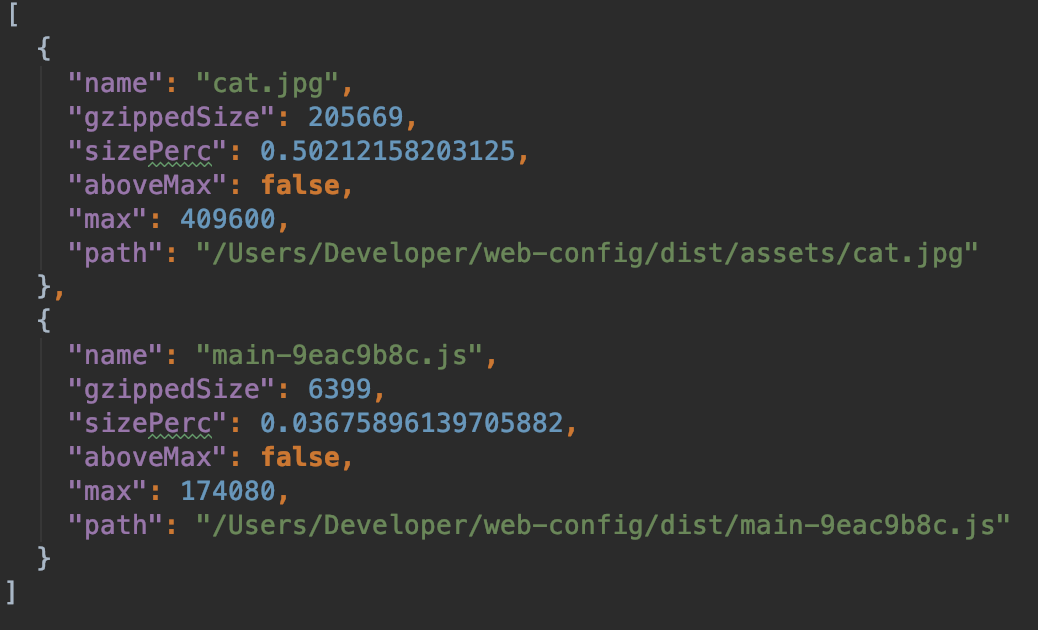 [
  {
    "name": "cat.jpg",
    "gzippedSize": 205669,
    "sizePerc": 0.50212158203125,
    "aboveMax": false,
    "max": 409600,
    "path": "/Users/Developer/web-config/dist/assets/cat.jpg"
  },
  {
    "name": "main-9eac9b8c.js",
    "gzippedSize": 6399,
    "sizePerc": 0.03675896139705882,
    "aboveMax": false,
    "max": 174080,
    "path": "/Users/Developer/web-config/dist/main-9eac9b8c.js"
  }
]